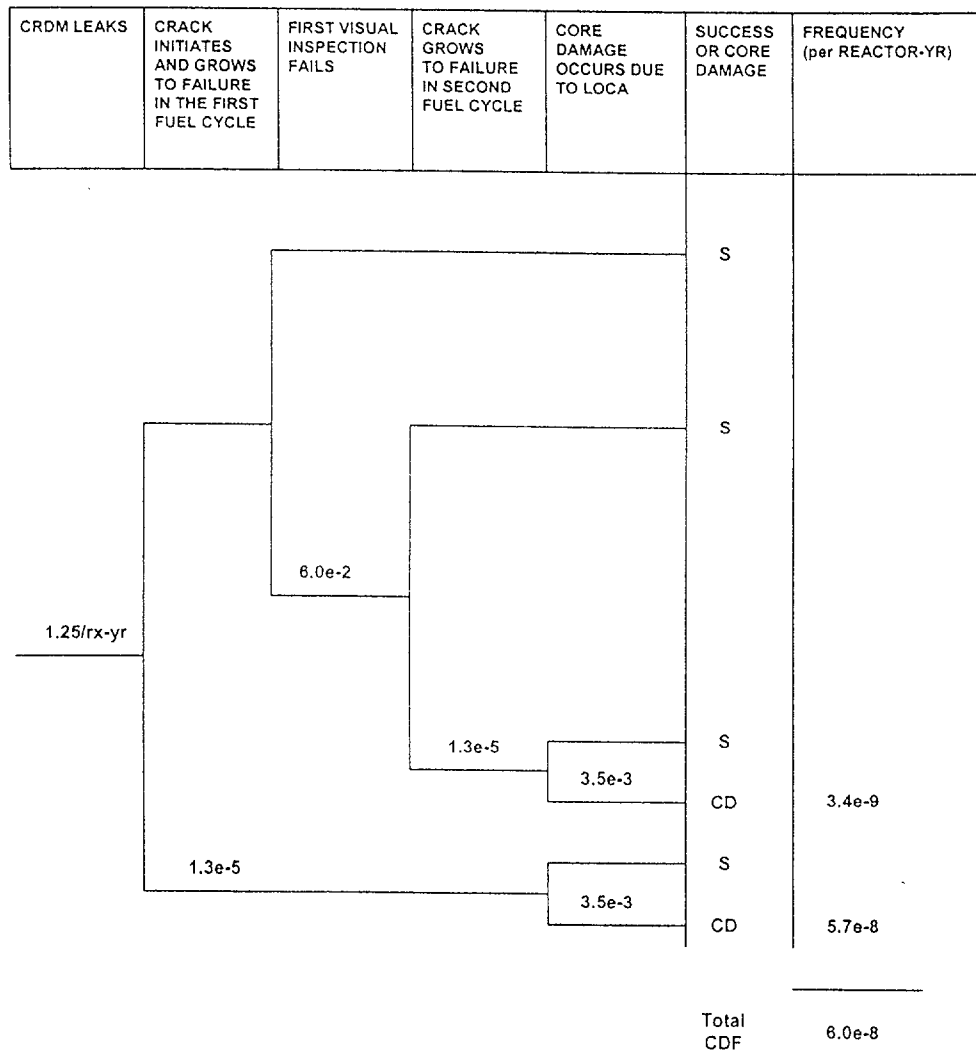 CRDM LEAKS
CRACK
INITIATES
AND GROWS
TO FAILURE
IN THE FIRST
FUEL CYCLE
FIRST VISUAL
INSPECTION
FAILS
CRACK
GROWS
TO FAILURE
IN SECOND
FUEL CYCLE
CORE
DAMAGE
OCCURS DUE
TO LOCA
SUCCESS
OR CORE
DAMAGE
FREQUENCY
(per REACTOR-YR)
S
S
6.0e-2
1.25/rx-yr
1.3e-5
S
3.5e-3
CD
3.4e-9
1.3e-5
S
3.5e-3
CD
5.7e-8
Total
CDF
6.0e-8